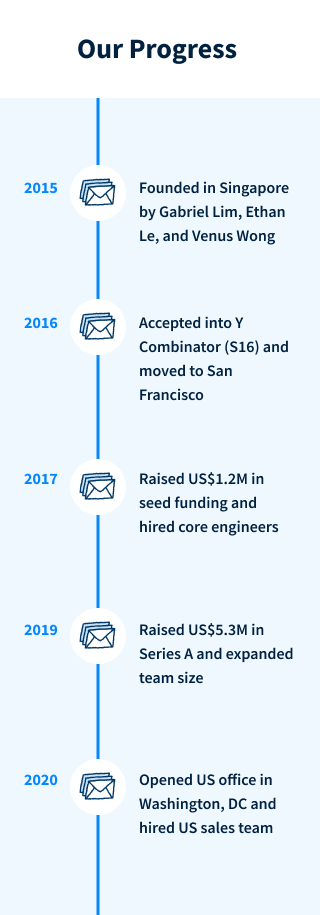 Our Progress
2015
Founded in Singapore
by Gabriel Lim, Ethan
Le, and Venus Wong
2016
Accepted into Y
Combinator (S16) and
moved to San
Francisco
2017
Raised US$1.2M in
seed funding and
hired core engineers
2019
Raised US$5.3M in
Series A and expanded
team size
2020
Opened US office in
Washington, DC and
hired US sales team